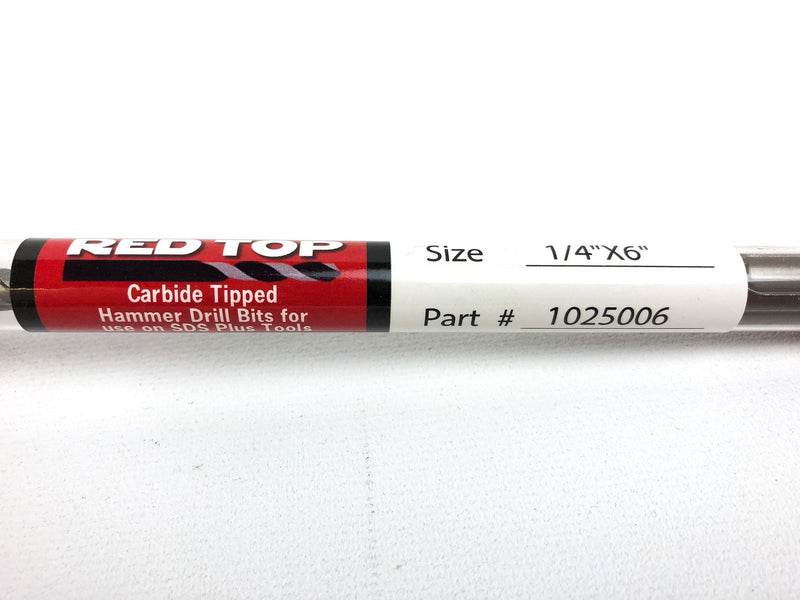 RED TOP
Carbide Tipped
Hammer Drill Bits for
use on SDS Plus Tools
Size 1/4"X6"
Part # 1025006